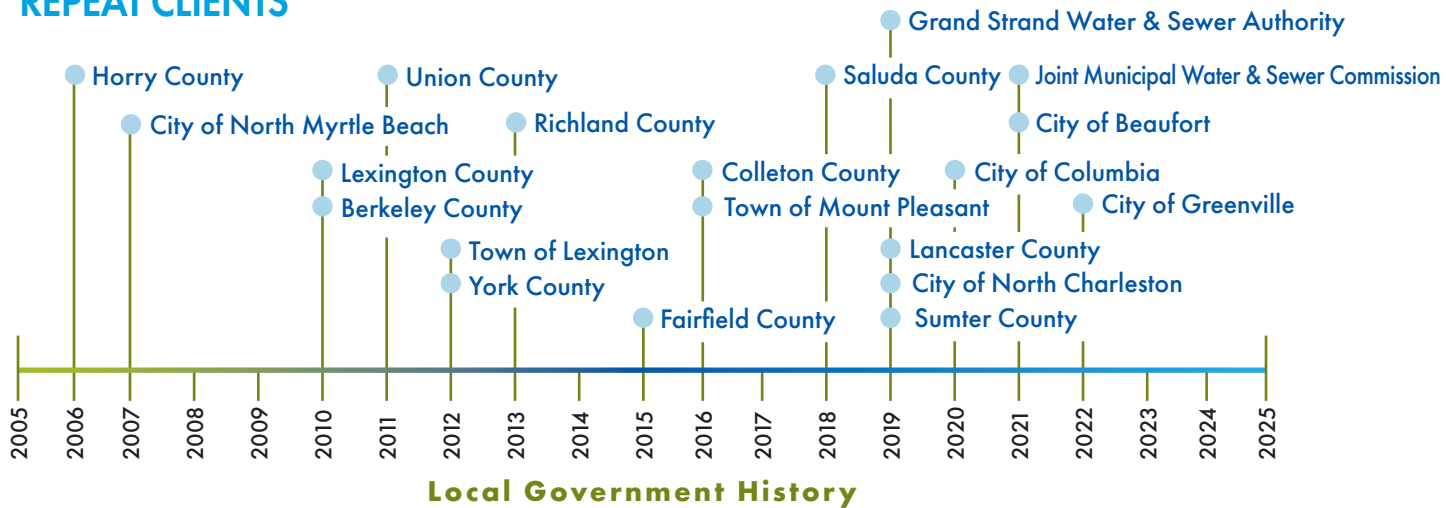 REPEAT CLIENTS
Grand Strand Water & Sewer Authority
Horry County
Union County
Saluda County
Joint Municipal Water & Sewer Commission
City of North Myrtle Beach
Richland County
City of Beaufort
Lexington County
Colleton County
City of Columbia
Berkeley County
Town of Mount Pleasant
City of Greenville
Town of Lexington
Lancaster County
York County
City of North Charleston
Fairfield County
Sumter County
2005
2006
2007
2008
2009
2010
2011
2012
2013
2014
2015
2016
2017
2018
2019
2020
2021
2022
2023
2024
2025
Local Government History